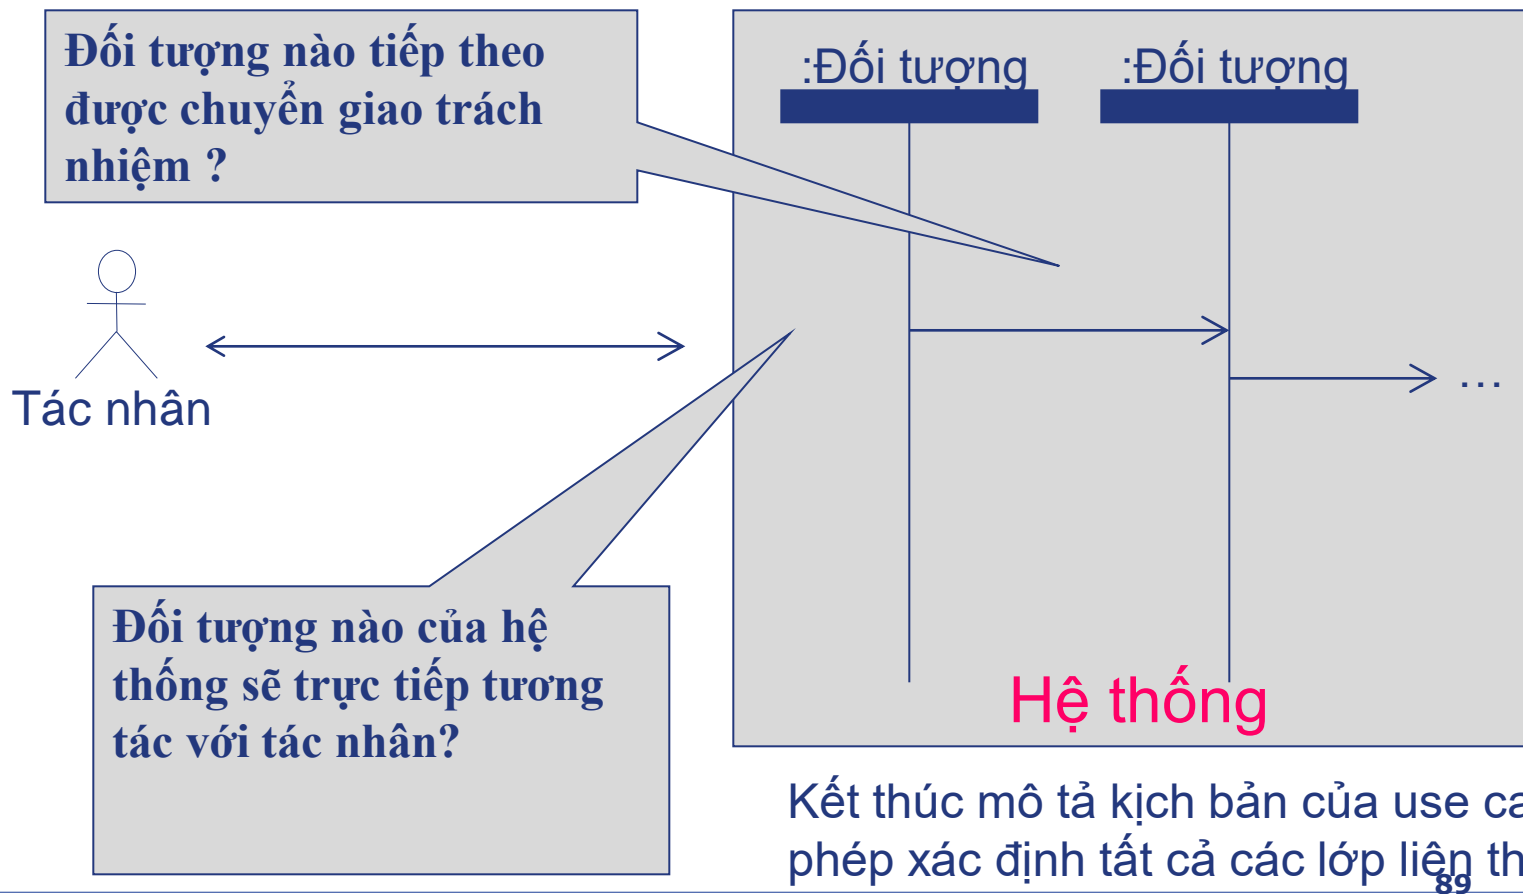 Đối tượng nào tiếp theo
được chuyển giao trách
nhiệm ?
:Đối tượng
:Đối tượng
Tác nhân
...
Đối tượng nào của hệ
thống sẽ trực tiếp tương
tác với tác nhân?
Hệ thống
Kết thúc mô tả kịch bản của use
phép xác định tất cả các lớp liên
89